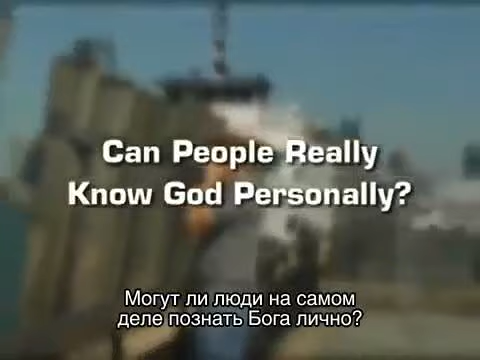 Can People Really
Know God Personally?
Могут ли люди на самом
деле познать Бога лично?